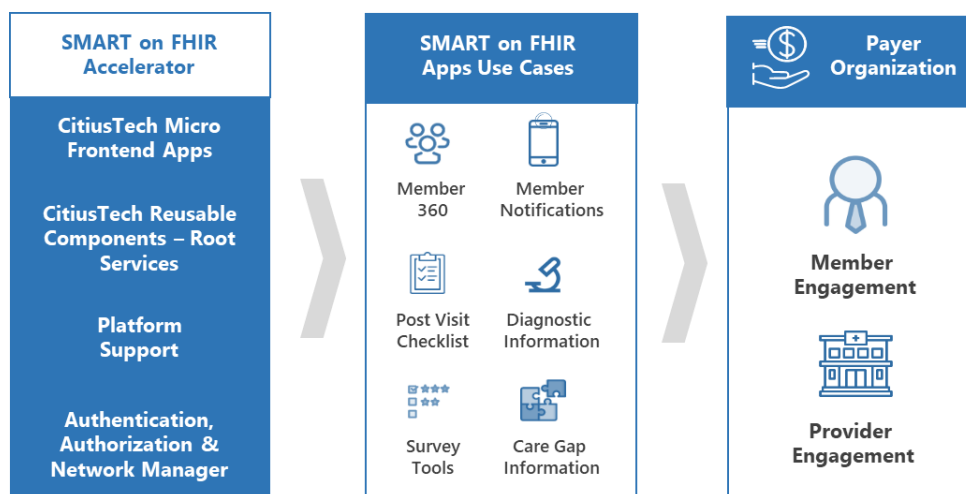 SMART on FHIR
Accelerator
CitiusTech Micro
Frontend Apps
CitiusTech Reusable
Components – Root
Services
Platform
Support
Authentication,
Authorization &
Network Manager
SMART on FHIR
Apps Use Cases
Member
360
Member
Notifications
Post Visit
Checklist
Diagnostic
Information
Survey
Tools
Care Gap
Information
Payer
Organization
Member
Engagement
Provider
Engagement